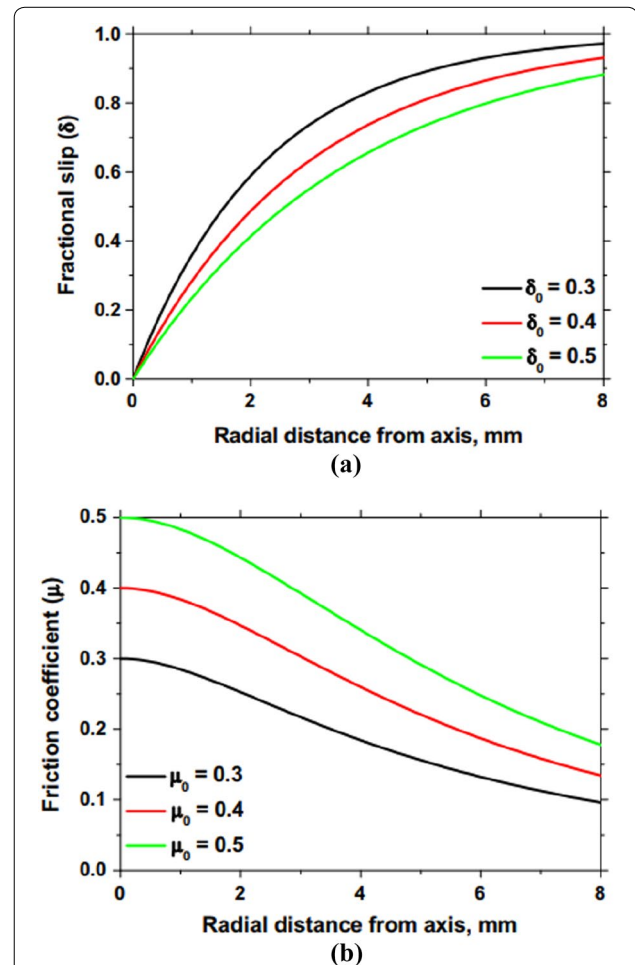 1.0
0.8
0.6
0.4
0.2
0.0
Fractional slip (δ)
δ₀ = 0.3
δ₀ = 0.4
δ₀ = 0.5
0 2 4 6 8
Radial distance from axis, mm
(a)
0.5
0.4
0.3
0.2
0.1
0.0
Friction coefficient (μ)
μ₀ = 0.3
μ₀ = 0.4
μ₀ = 0.5
0 2 4 6 8
Radial distance from axis, mm
(b)